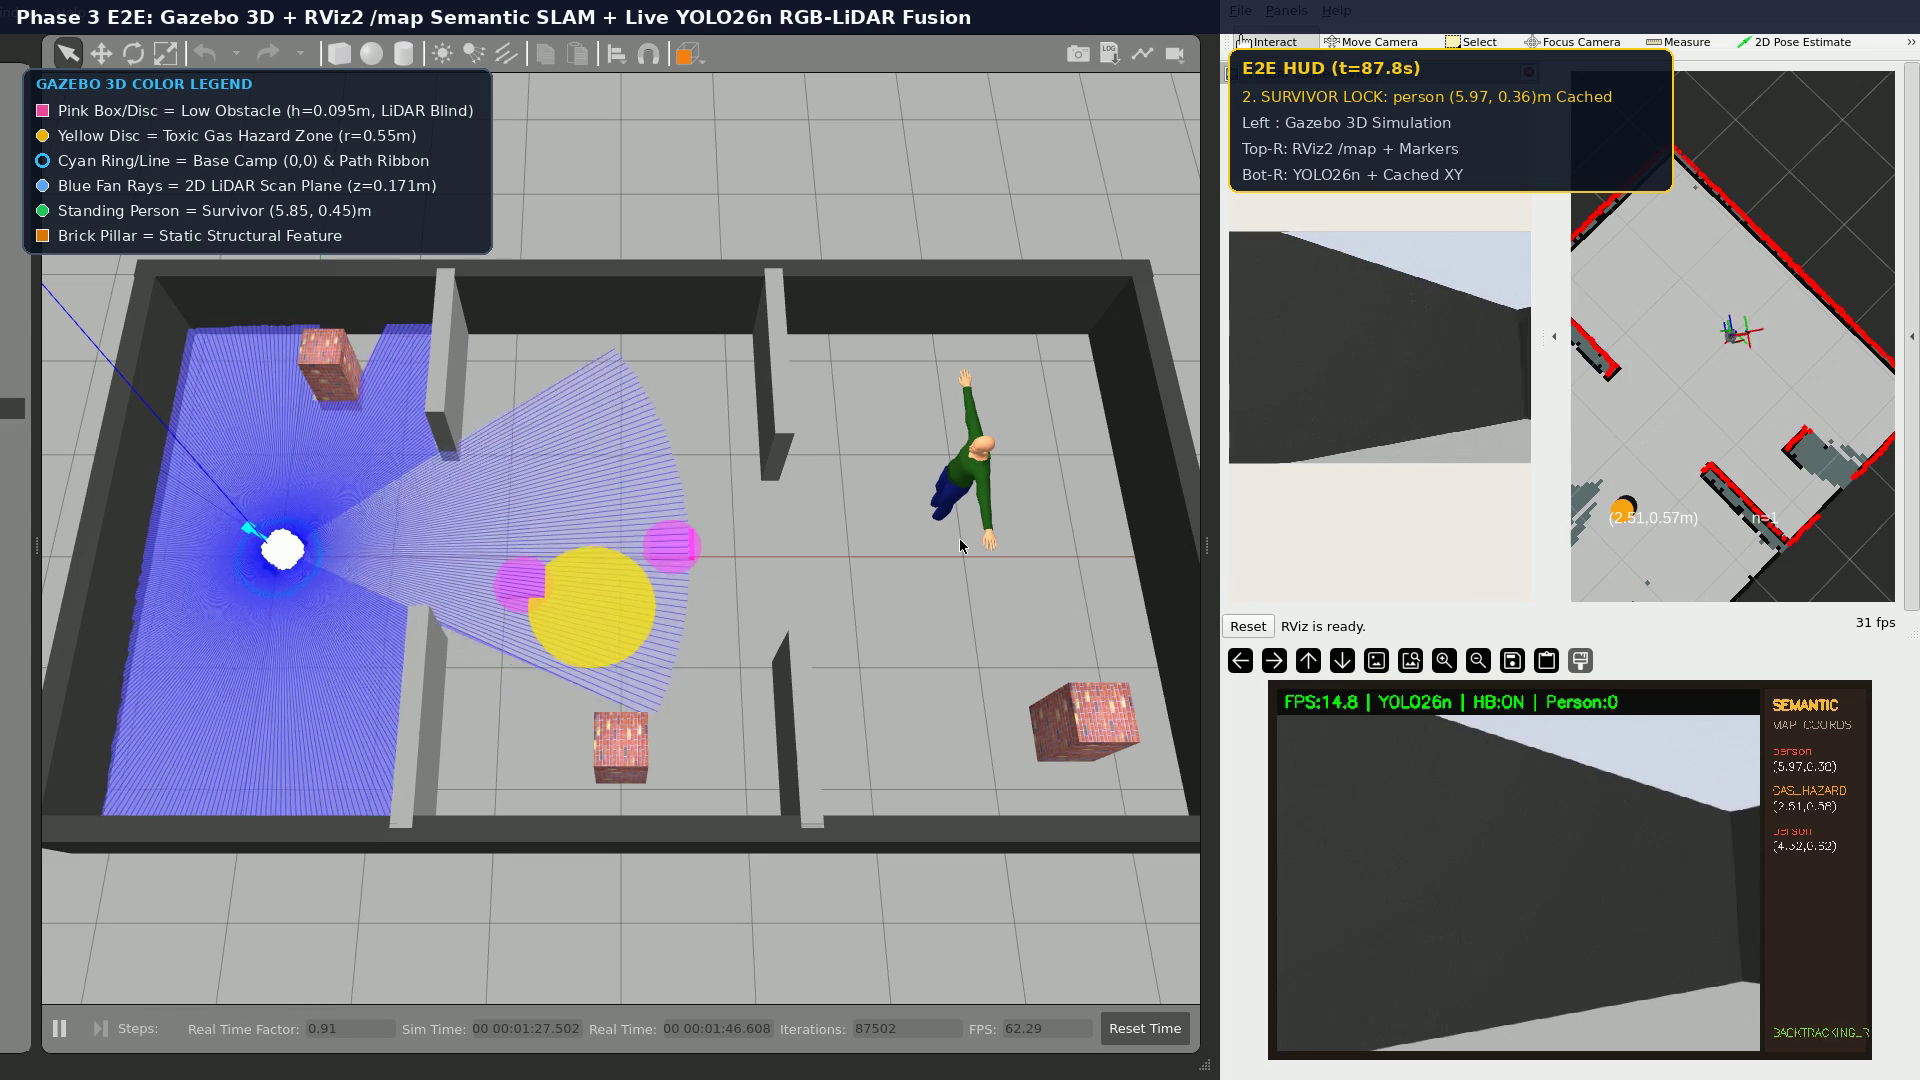 Phase 3 E2E: Gazebo 3D + RViz2 /map Semantic SLAM + Live YOLO26n RGB-LiDAR Fusion
File Panels Help
Interact Move Camera Select Focus Camera Measure 2D Pose Estimate
LOG
GAZEBO 3D COLOR LEGEND
Pink Box/Disc = Low Obstacle (h=0.095m, LiDAR Blind)
Yellow Disc = Toxic Gas Hazard Zone (r=0.55m)
Cyan Ring/Line = Base Camp (0,0) & Path Ribbon
Blue Fan Rays = 2D LiDAR Scan Plane (z=0.171m)
Standing Person = Survivor (5.85, 0.45)m
Brick Pillar = Static Structural Feature
E2E HUD (t=87.8s)
2. SURVIVOR LOCK: person (5.97, 0.36)m Cached
Left : Gazebo 3D Simulation
Top-R: RViz2 /map + Markers
Bot-R: YOLO26n + Cached XY
(2.51,0.57m) n=1
Reset RViz is ready. 31 fps
FPS:14.8 | YOLO26n | HB:ON | Person:0
SEMANTIC
MAP COORDS
person
GAS_HAZARD
person
Steps: Real Time Factor: 0.91 Sim Time: 00 00:01:27.502 Real Time: 00 00:01:46.608 Iterations: 87502 FPS: 62.29 Reset Time